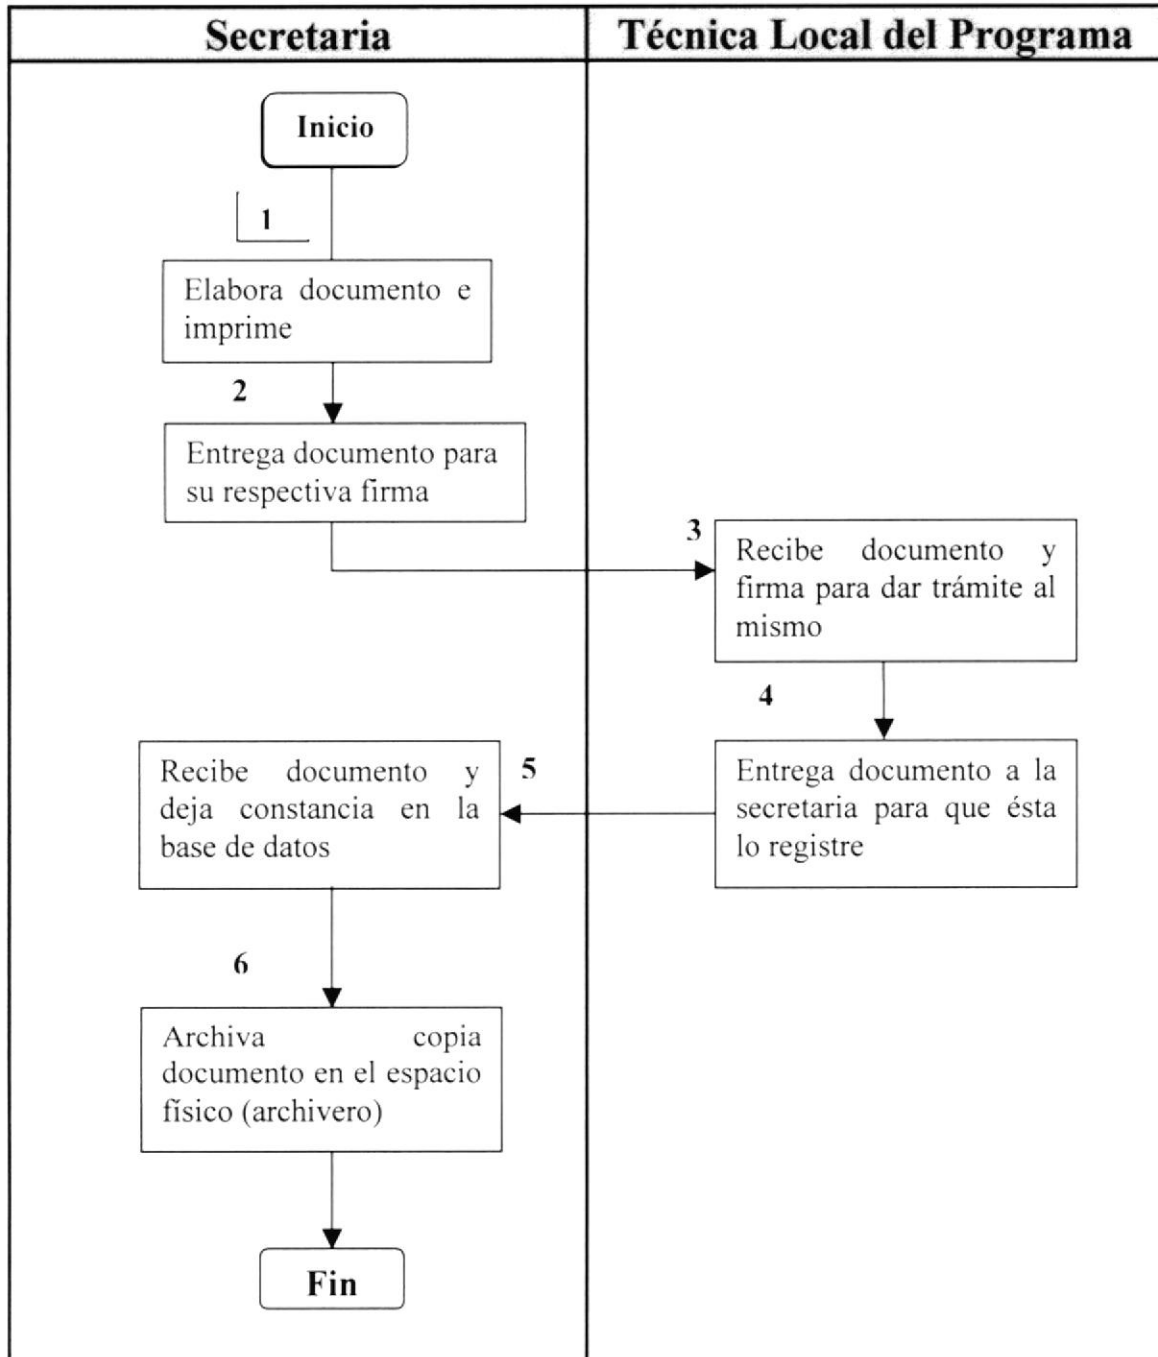 Secretaria
Técnica Local del Programa
Inicio
1
Elabora documento e
imprime
2
Entrega documento para
su respectiva firma
3
Recibe documento y
firma para dar trámite al
mismo
4
Entrega documento a la
secretaria para que ésta
lo registre
5
Recibe documento y
deja constancia en la
base de datos
6
Archiva copia
documento en el espacio
físico (archivero)
Fin